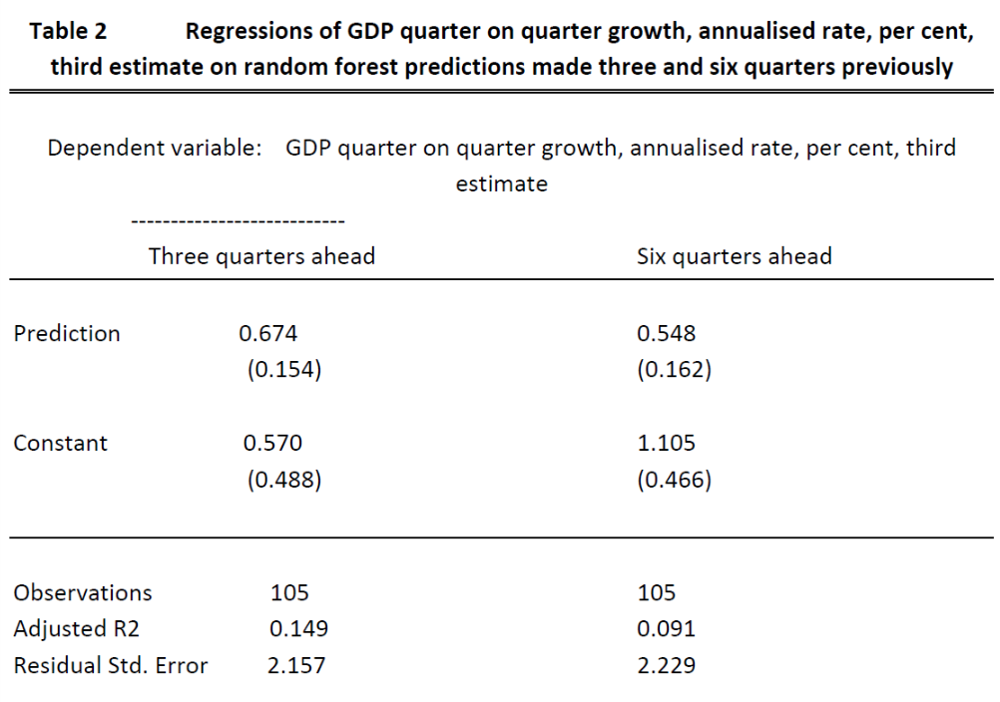 Table 2 Regressions of GDP quarter on quarter growth, annualised rate, per cent,
third estimate on random forest predictions made three and six quarters previously
Dependent variable: GDP quarter on quarter growth, annualised rate, per cent, third
estimate
---------------------------
Three quarters ahead Six quarters ahead
Prediction 0.674 0.548
(0.154) (0.162)
Constant 0.570 1.105
(0.488) (0.466)
Observations 105 105
Adjusted R2 0.149 0.091
Residual Std. Error 2.157 2.229